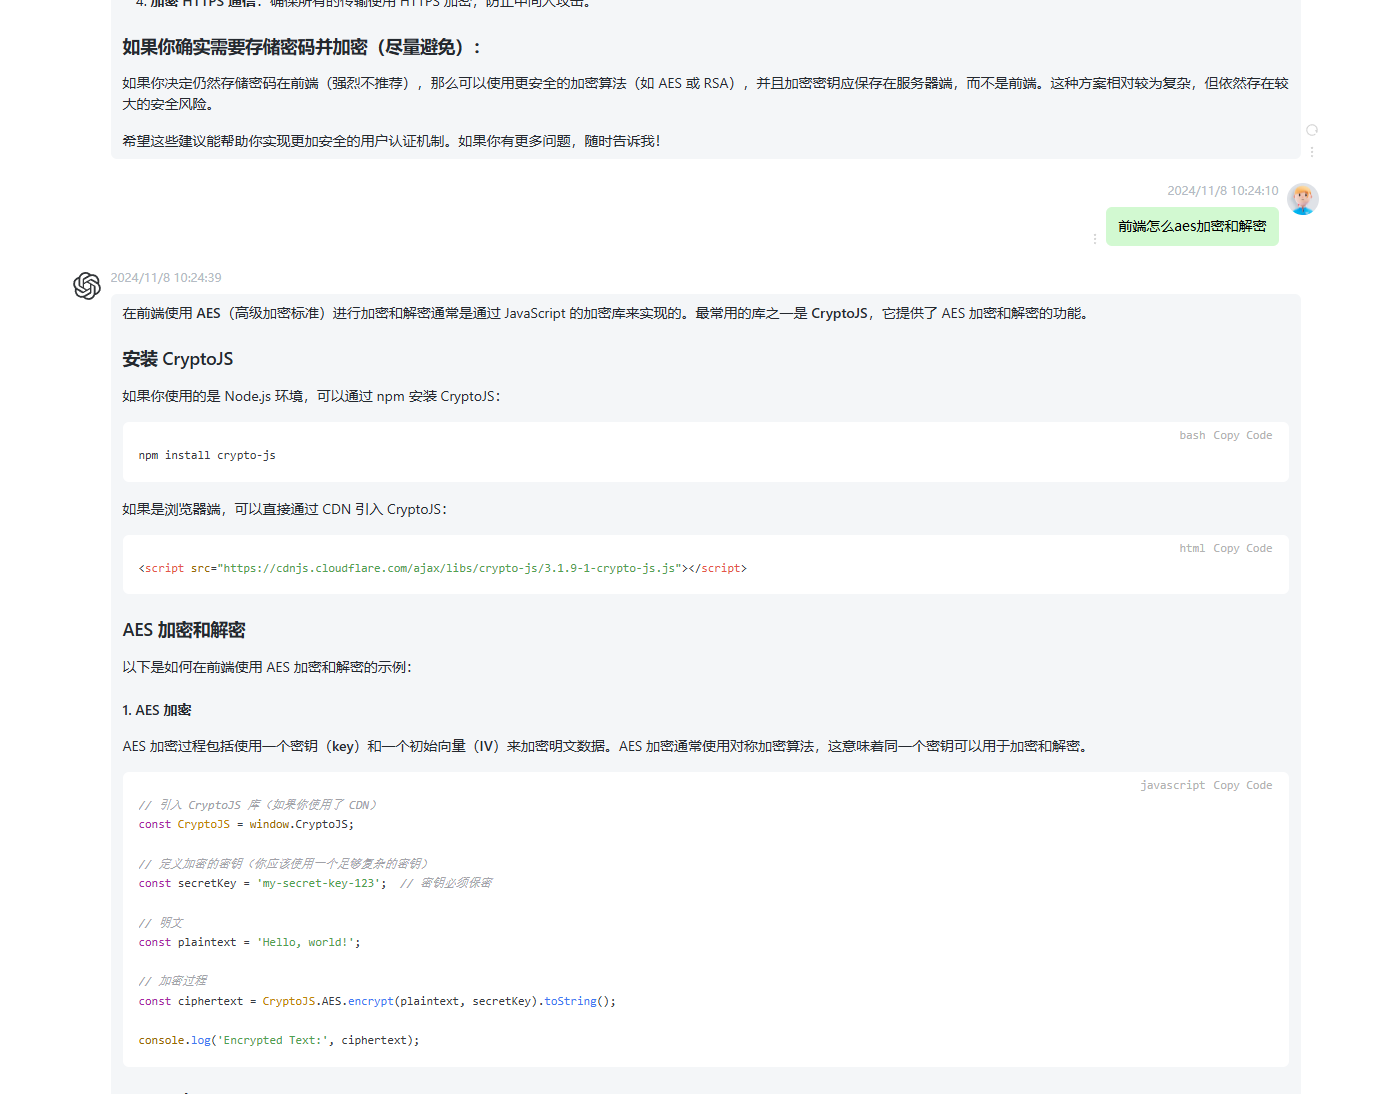 4. 加密 HTTPS 通信：确保所有的传输使用 HTTPS 加密，防止中间人攻击。
如果你确实需要存储密码并加密（尽量避免）：
如果你决定仍然存储密码在前端（强烈不推荐），那么可以使用更安全的加密算法（如 AES 或 RSA），并且加密密钥应保存在服务器端，而不是前端。这种方案相对较为复杂，但依然存在较
大的安全风险。
希望这些建议能帮助你实现更加安全的用户认证机制。如果你有更多问题，随时告诉我！
2024/11/8 10:24:10
前端怎么aes加密和解密
2024/11/8 10:24:39
在前端使用 AES（高级加密标准）进行加密和解密通常是通过 JavaScript 的加密库来实现的。最常用的库之一是 CryptoJS，它提供了 AES 加密和解密的功能。
安装 CryptoJS
如果你使用的是 Node.js 环境，可以通过 npm 安装 CryptoJS：
bash Copy Code
npm install crypto-js
如果是浏览器端，可以直接通过 CDN 引入 CryptoJS：
html Copy Code
<script src="https://cdnjs.cloudflare.com/ajax/libs/crypto-js/3.1.9-1-crypto-js.js"></script>
AES 加密和解密
以下是如何在前端使用 AES 加密和解密的示例：
1. AES 加密
AES 加密过程包括使用一个密钥（key）和一个初始向量（IV）来加密明文数据。AES 加密通常使用对称加密算法，这意味着同一个密钥可以用于加密和解密。
javascript Copy Code
// 引入 CryptoJS 库（如果你使用了 CDN）
const CryptoJS = window.CryptoJS;
// 定义加密的密钥（你应该使用一个足够复杂的密钥）
const secretKey = 'my-secret-key-123';  // 密钥必须保密
// 明文
const plaintext = 'Hello, world!';
// 加密过程
const ciphertext = CryptoJS.AES.encrypt(plaintext, secretKey).toString();
console.log('Encrypted Text:', ciphertext);